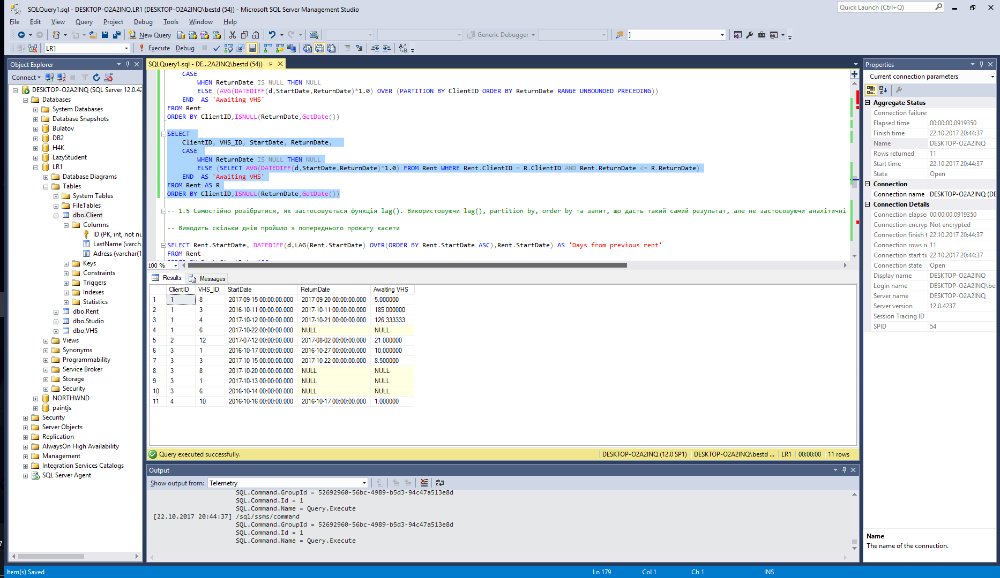 SQLQuery1.sql - DESKTOP-O2A2INQ.LR1 (DESKTOP-O2A2INQ\bestd (54)) - Microsoft SQL Server Management Studio
Quick Launch (Ctrl+Q)
File Edit View Query Project Debug Tools Window Help
New Query
Generic Debugger
]
LR1
Execute Debug
Object Explorer
Connect
DESKTOP-O2A2INQ (SQL Server 12.0.42
Databases
System Databases
Database Snapshots
Bulatov
DB2
H4K
LazyStudent
LR1
Database Diagrams
Tables
System Tables
FileTables
dbo.Client
Columns
ID (PK, int, not nu
LastName (varch
Adress (varchar(1
Keys
Constraints
Triggers
Indexes
Statistics
dbo.Rent
dbo.Studio
dbo.VHS
Views
Synonyms
Programmability
Service Broker
Storage
Security
NORTHWND
paintjs
Security
Server Objects
Replication
AlwaysOn High Availability
Management
Integration Services Catalogs
SQL Server Agent
SQLQuery1.sql - DE...2A2INQ\bestd (54))
CASE
WHEN ReturnDate IS NULL THEN NULL
ELSE (AVG(DATEDIFF(d,StartDate,ReturnDate)*1.0) OVER (PARTITION BY ClientID ORDER BY ReturnDate RANGE UNBOUNDED PRECEDING))
END AS 'Awaiting VHS'
FROM Rent
ORDER BY ClientID,ISNULL(ReturnDate,GetDate())
SELECT
ClientID, VHS_ID, StartDate, ReturnDate,
CASE
WHEN ReturnDate IS NULL THEN NULL
ELSE (SELECT AVG(DATEDIFF(d,StartDate,ReturnDate)*1.0) FROM Rent WHERE Rent.ClientID = R.ClientID AND Rent.ReturnDate <= R.ReturnDate)
END AS 'Awaiting VHS'
FROM Rent AS R
ORDER BY ClientID,ISNULL(ReturnDate,GetDate())
-- 1.5 Самостійно розібратися, як застосовується функція lag(). Використовуючи lag(), partition by, order by та запит, що дасть такий самий результат, але не застосовуючи аналітичні
-- Виводить скільки днів пройшло з попереднього прокату касети
SELECT Rent.StartDate, DATEDIFF(d,LAG(Rent.StartDate) OVER(ORDER BY Rent.StartDate ASC),Rent.StartDate) AS 'Days from previous rent'
FROM Rent
100 %
Results Messages
ClientID VHS_ID StartDate ReturnDate Awaiting VHS
1 1 8 2017-09-15 00:00:00.000 2017-09-20 00:00:00.000 5.000000
2 1 3 2016-10-11 00:00:00.000 2017-10-11 00:00:00.000 185.000000
3 1 4 2017-10-12 00:00:00.000 2017-10-21 00:00:00.000 126.333333
4 1 6 2017-10-22 00:00:00.000 NULL NULL
5 2 12 2017-07-12 00:00:00.000 2017-08-02 00:00:00.000 21.000000
6 3 1 2016-10-17 00:00:00.000 2016-10-27 00:00:00.000 10.000000
7 3 3 2017-10-15 00:00:00.000 2017-10-22 00:00:00.000 8.500000
8 3 8 2017-10-20 00:00:00.000 NULL NULL
9 3 1 2017-10-13 00:00:00.000 NULL NULL
10 3 6 2016-10-14 00:00:00.000 NULL NULL
11 4 10 2016-10-16 00:00:00.000 2016-10-17 00:00:00.000 1.000000
Query executed successfully. DESKTOP-O2A2INQ (12.0 SP1) DESKTOP-O2A2INQ\bestd ... LR1 00:00:00 11 rows
Output
Show output from: Telemetry
SQL.Command.GroupId = 52692960-56bc-4989-b5d3-94c47a513e8d
SQL.Command.Id = 1
SQL.Command.Name = Query.Execute
[22.10.2017 20:44:37] /sql/ssms/command
SQL.Command.GroupId = 52692960-56bc-4989-b5d3-94c47a513e8d
SQL.Command.Id = 1
SQL.Command.Name = Query.Execute
Properties
Current connection parameters
Aggregate Status
Connection failures
Elapsed time 00:00:00.0919350
Finish time 22.10.2017 20:44:37
Name DESKTOP-O2A2INQ
Rows returned 11
Start time 22.10.2017 20:44:37
State Open
Connection
Connection name DESKTOP-O2A2INQ (DE
Connection Details
Connection elapse 00:00:00.0919350
Connection encryp Not encrypted
Connection finish t 22.10.2017 20:44:37
Connection rows re 11
Connection start ti 22.10.2017 20:44:37
Connection state Open
Display name DESKTOP-O2A2INQ
Login name DESKTOP-O2A2INQ\be
Server name DESKTOP-O2A2INQ
Server version 12.0.4237
Session Tracing ID
SPID 54
Name
The name of the connection.
Item(s) Saved Ln 179 Col 1 Ch 1 INS